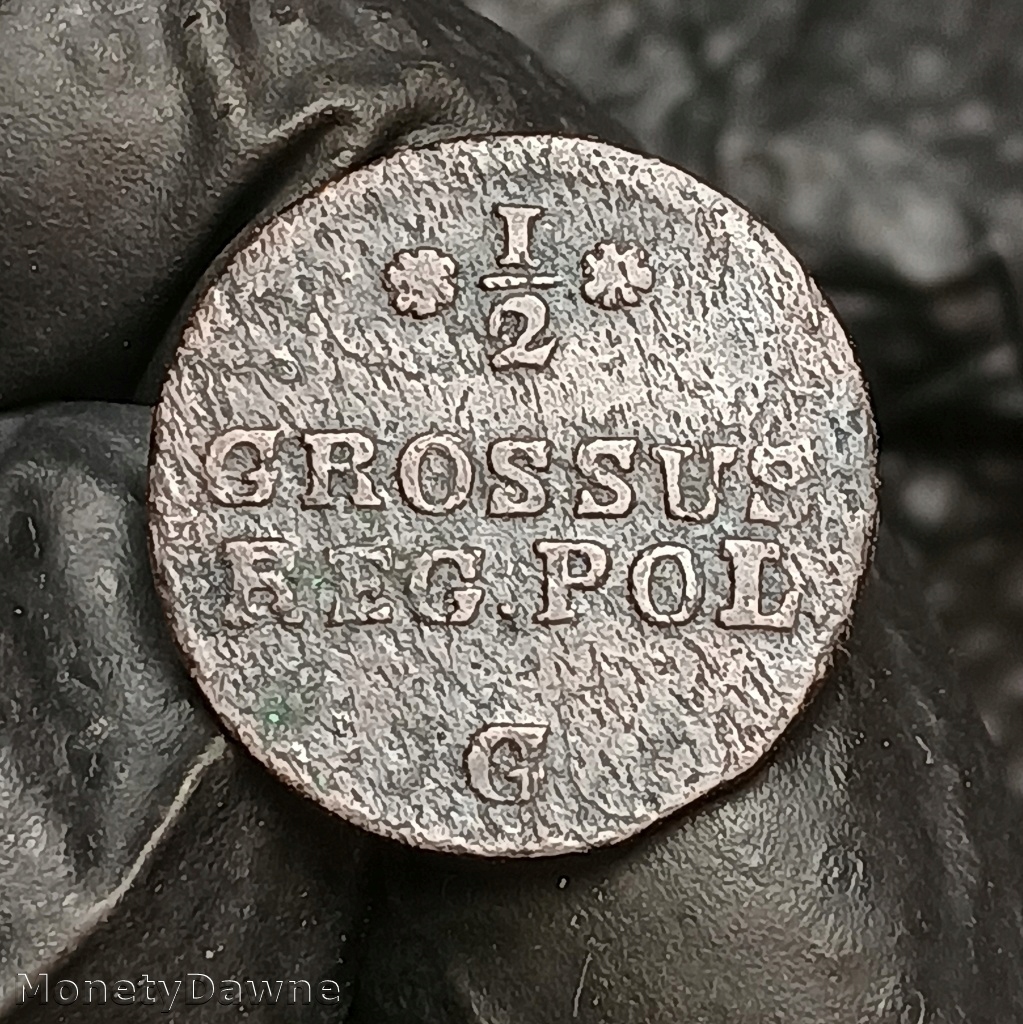 1
2
GROSSUS
REG.POL
G
MonetyDawne